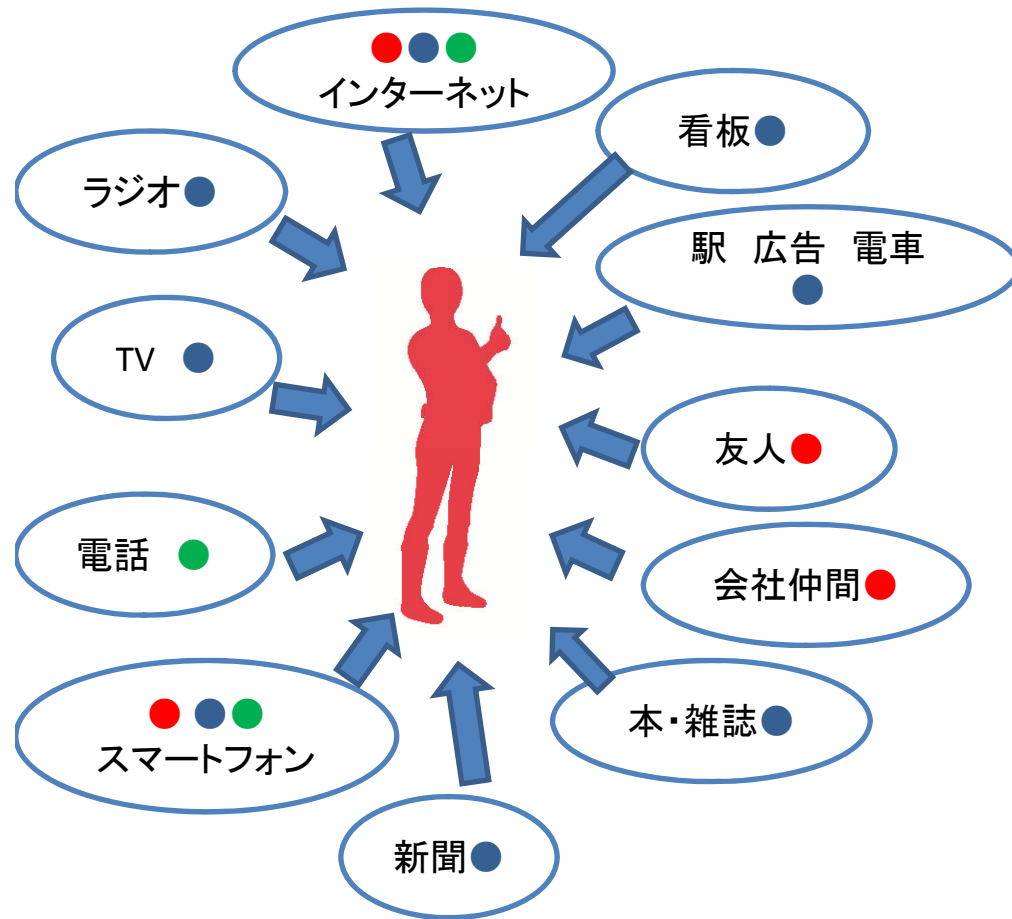 インターネット
看板
ラジオ
駅 広告 電車
TV
友人
電話
会社仲間
スマートフォン
本・雑誌
新聞